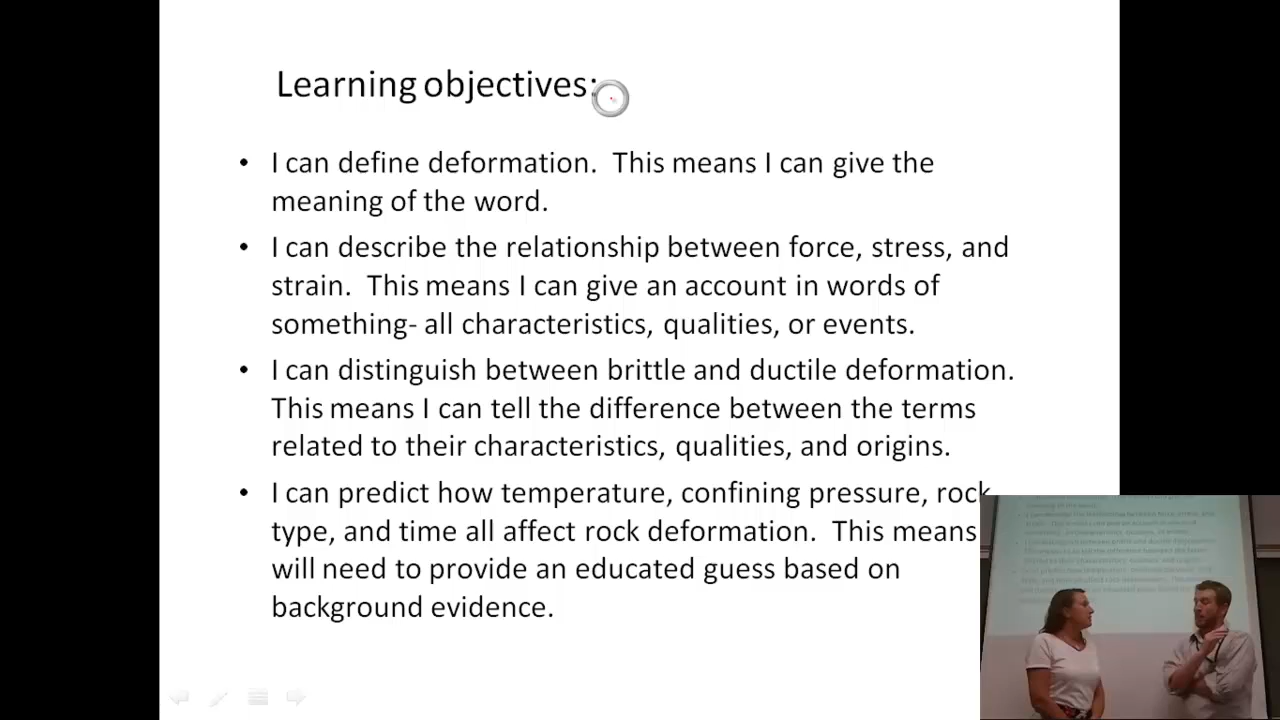 Learning objectives:
• I can define deformation. This means I can give the
meaning of the word.
• I can describe the relationship between force, stress, and
strain. This means I can give an account in words of
something- all characteristics, qualities, or events.
• I can distinguish between brittle and ductile deformation.
This means I can tell the difference between the terms
related to their characteristics, qualities, and origins.
• I can predict how temperature, confining pressure, rock
type, and time all affect rock deformation. This means
will need to provide an educated guess based on
background evidence.